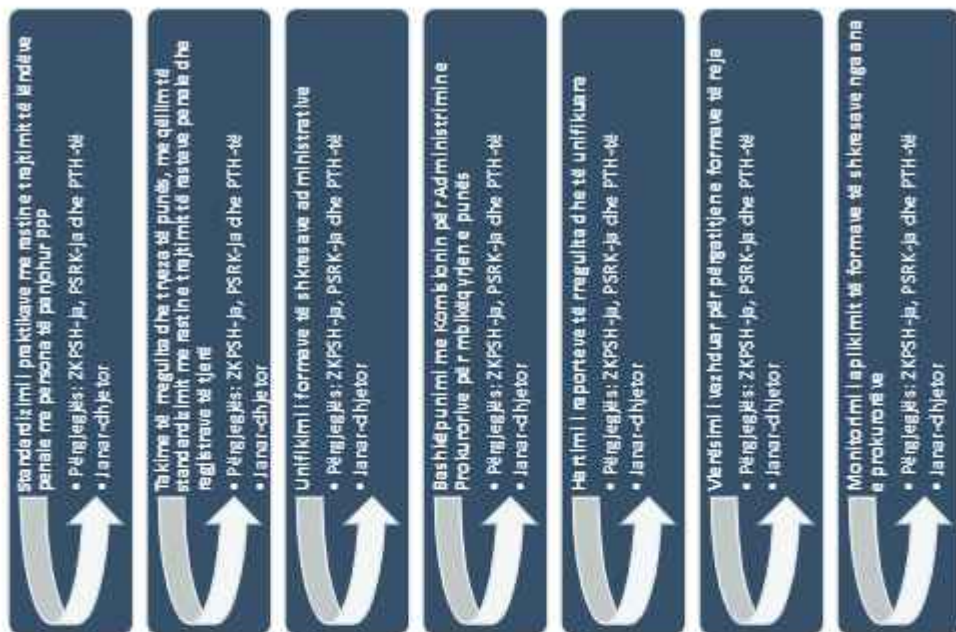 Standardizimi i praktikave me rastin e trajtimit të lëndëve
penale me persona të panjohur PPP
• Përgjegjës: ZKPSH-ja, PSRK-ja dhe PTH-të
• Janar-dhjetor
Takime të rregullta dhe tryeza të punës, me qëllim të
standardizimit me rastin e trajtimit të rasteve penale dhe
regjistrave të tjerë
• Përgjegjës: ZKPSH-ja, PSRK-ja dhe PTH-të
• Janar-dhjetor
Unifikimi i formave të shkresave administrative
• Përgjegjës: ZKPSH-ja, PSRK-ja dhe PTH-të
• Janar-dhjetor
Bashkëpunimi me Komisionin për Administrimin e
Prokurorive për mbikëqyrjen e punës
• Përgjegjës: ZKPSH-ja, PSRK-ja dhe PTH-të
• Janar-dhjetor
Hartimi i raporteve të rregullta dhe të unifikuara
• Përgjegjës: ZKPSH-ja, PSRK-ja dhe PTH-të
• Janar-dhjetor
Vlerësimi i vazhduar për përgatitjen e formave të reja
• Përgjegjës: ZKPSH-ja, PSRK-ja dhe PTH-të
• Janar-dhjetor
Monitorimi i aplikimit të formave të shkresave nga ana
e prokurorëve
• Përgjegjës: ZKPSH-ja, PSRK-ja dhe PTH-të
• Janar-dhjetor